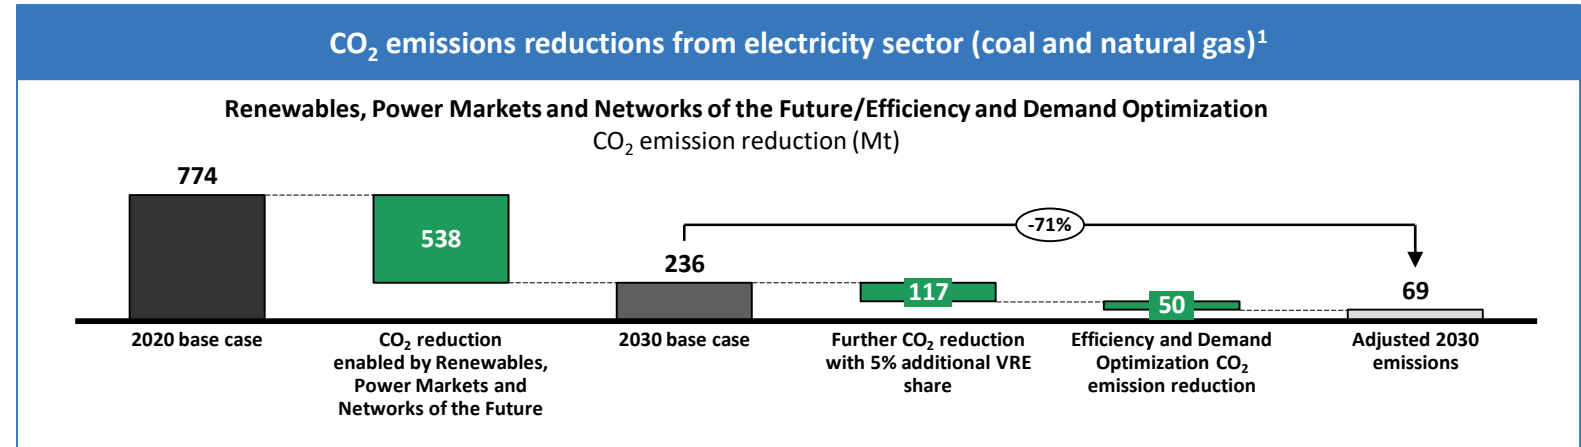 CO₂ emissions reductions from electricity sector (coal and natural gas)¹
Renewables, Power Markets and Networks of the Future/Efficiency and Demand Optimization
CO₂ emission reduction (Mt)
774
538
236
-71%
117
50
69
2020 base case
CO₂ reduction
enabled by Renewables,
Power Markets and
Networks of the Future
2030 base case
Further CO₂ reduction
with 5% additional VRE
share
Efficiency and Demand
Optimization CO₂
emission reduction
Adjusted 2030
emissions